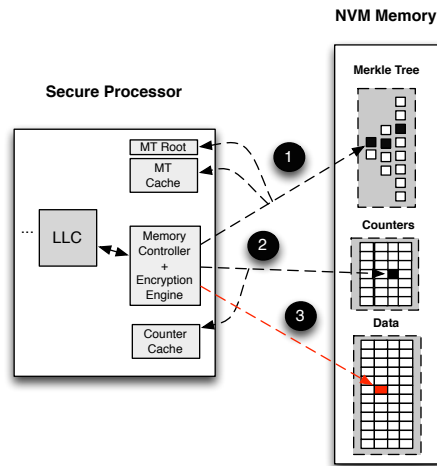 NVM Memory
Merkle Tree
Secure Processor
MT Root
MT
Cache
1
Counters
...
LLC
Memory
Controller
+
Encryption
Engine
2
3
Data
Counter
Cache